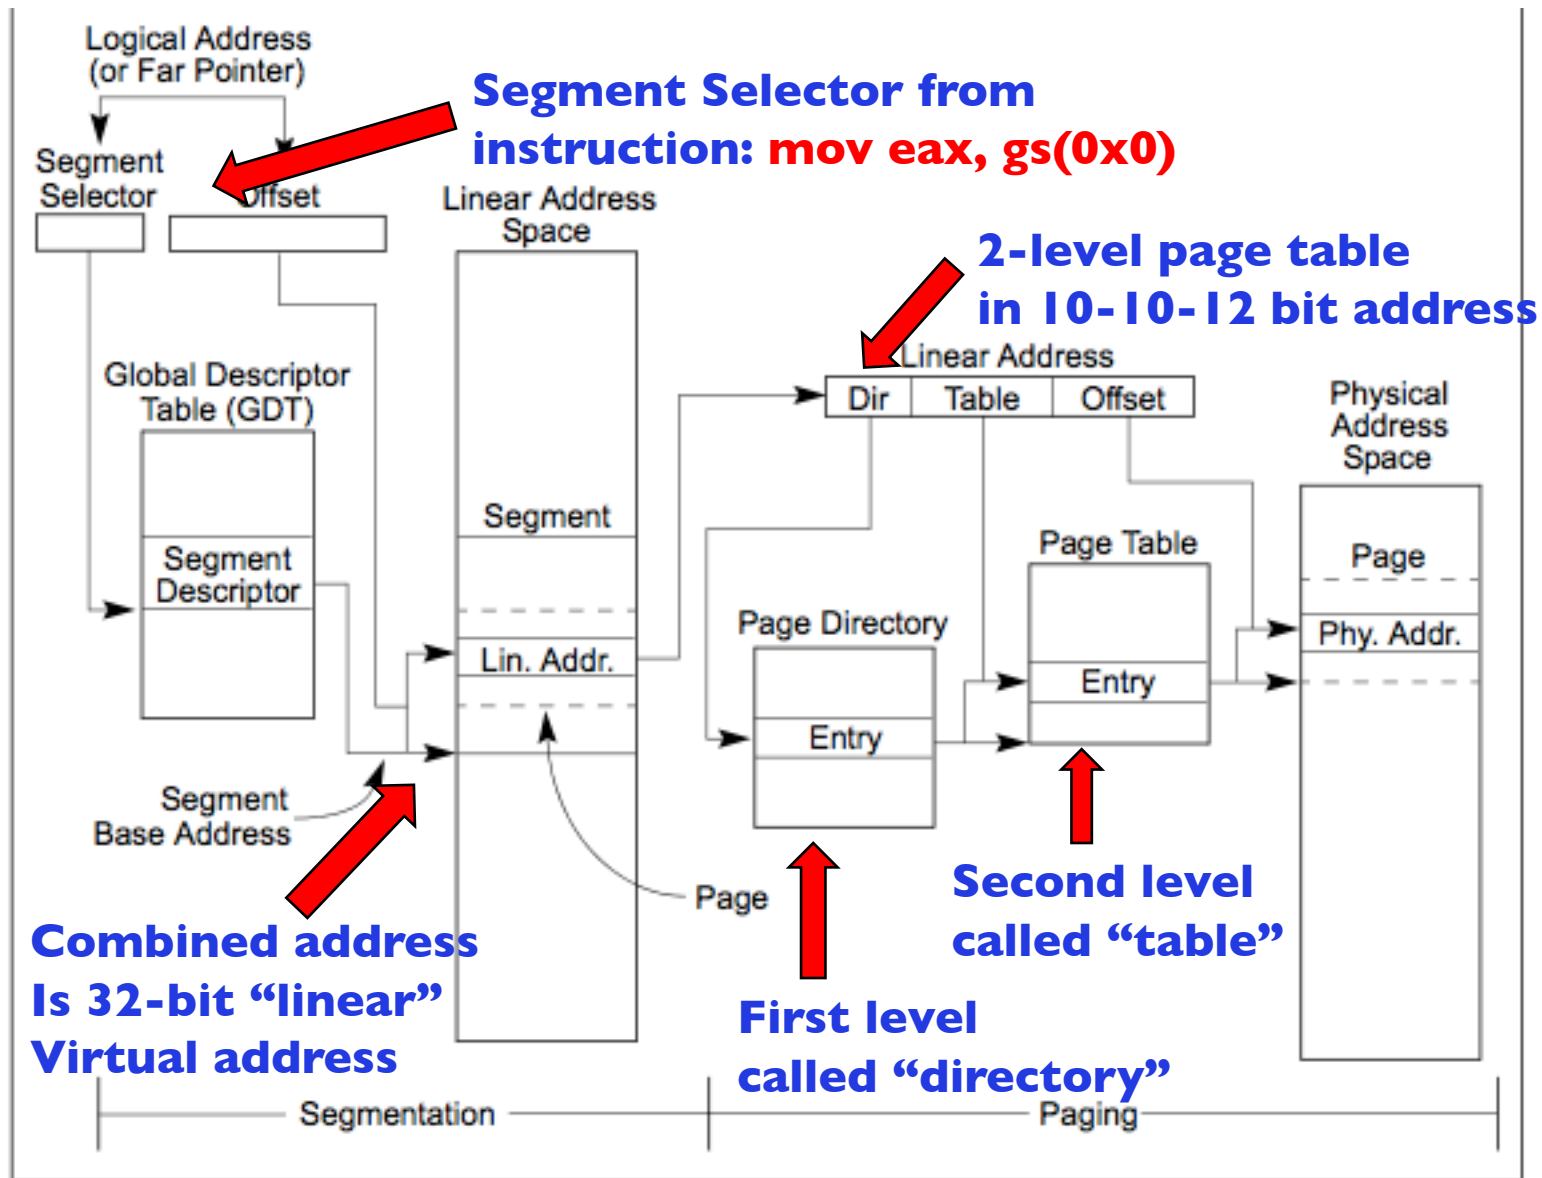 Logical Address
(or Far Pointer)
Segment Selector from
instruction: mov eax, gs(0x0)
Segment
Selector
Offset
Linear Address
Space
2-level page table
in 10-10-12 bit address
Linear Address
Dir
Table
Offset
Global Descriptor
Table (GDT)
Physical
Address
Space
Segment
Segment
Descriptor
Page Table
Page
Page Directory
Lin. Addr.
Phy. Addr.
Entry
Entry
Segment
Base Address
Page
Combined address
Is 32-bit “linear”
Virtual address
Second level
called “table”
First level
called “directory”
Segmentation
Paging